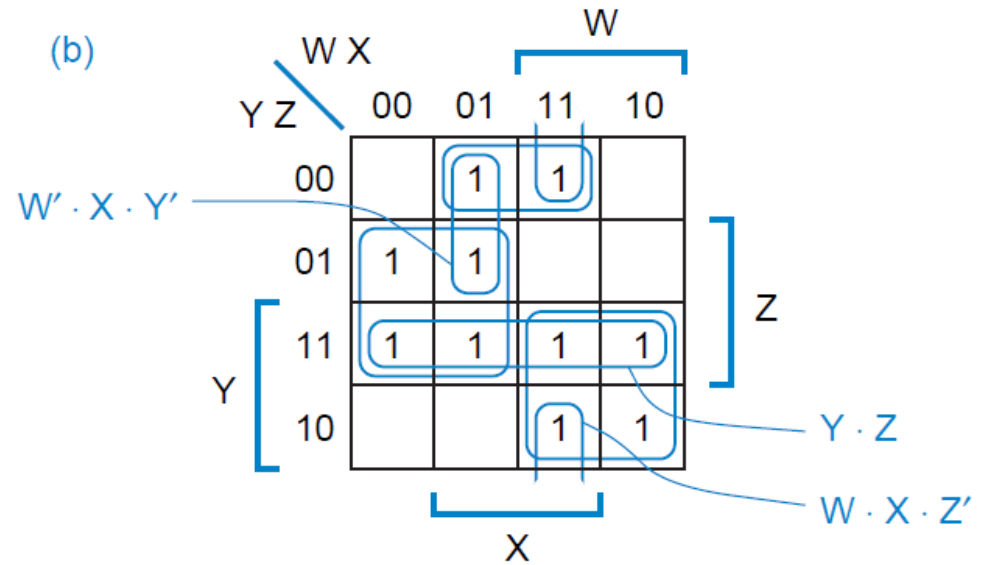 (b)
W
W X
Y Z
00 01 11 10
00 1 1
W′ · X · Y′
01 1 1
Z
11 1 1 1 1
Y
10 1 1
Y · Z
W · X · Z′
X